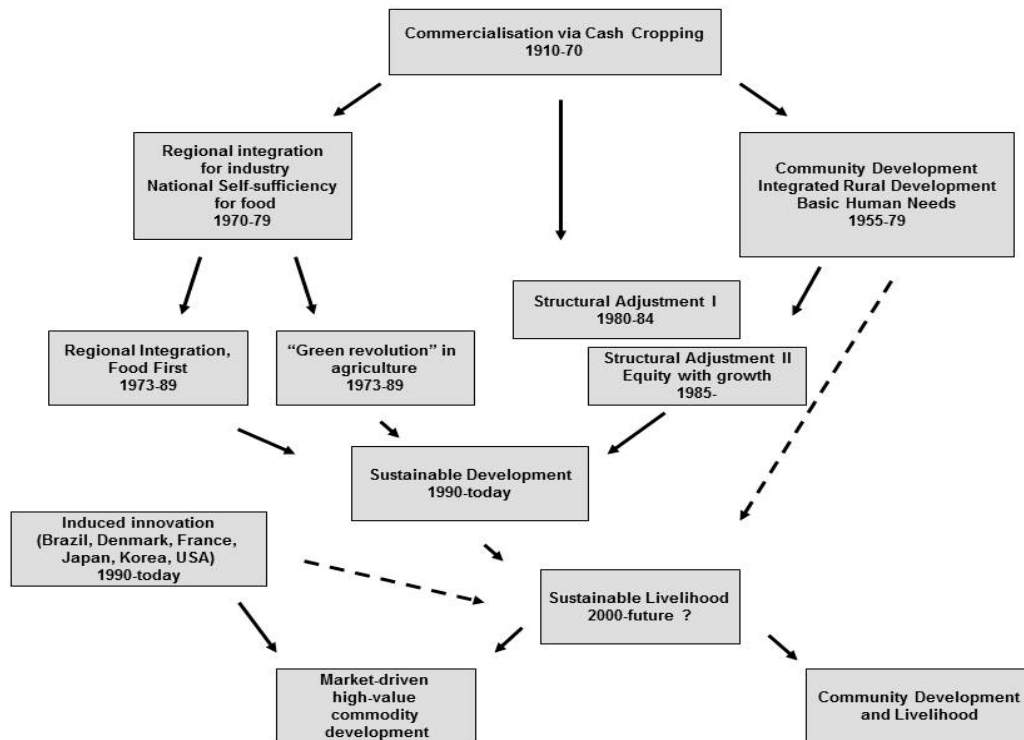 Commercialisation via Cash Cropping
1910-70
Regional integration
for industry
National Self-sufficiency
for food
1970-79
Community Development
Integrated Rural Development
Basic Human Needs
1955-79
Structural Adjustment I
1980-84
Regional Integration,
Food First
1973-89
“Green revolution” in
agriculture
1973-89
Structural Adjustment II
Equity with growth
1985-
Sustainable Development
1990-today
Induced innovation
(Brazil, Denmark, France,
Japan, Korea, USA)
1990-today
Sustainable Livelihood
2000-future ?
Market-driven
high-value
commodity
development
Community Development
and Livelihood